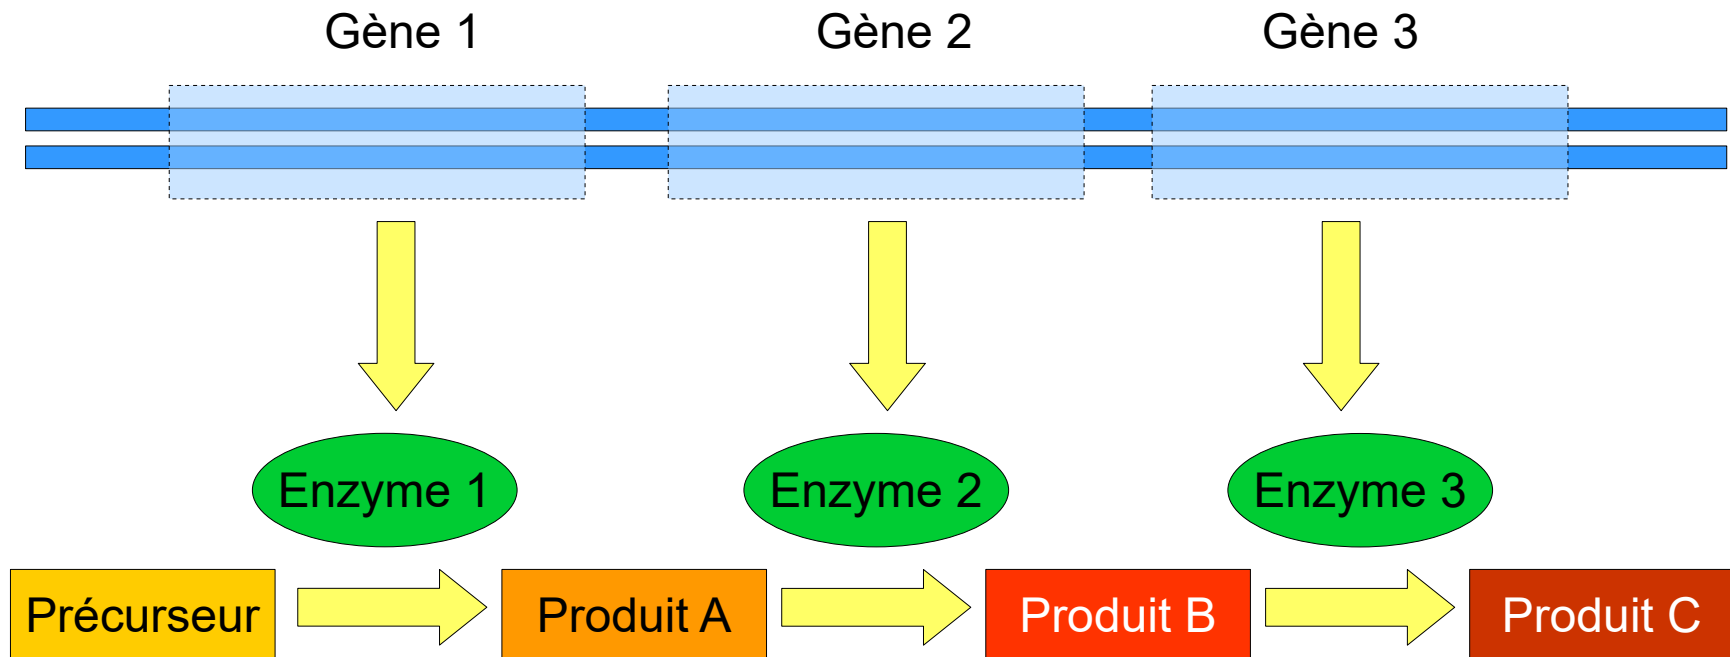 Gène 1 Gène 2 Gène 3
Enzyme 1 Enzyme 2 Enzyme 3
Précurseur Produit A Produit B Produit C